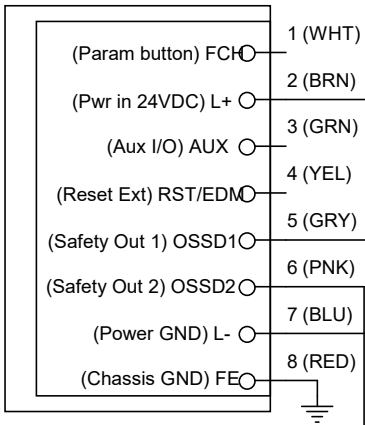 1 (WHT)
(Param button) FCH
2 (BRN)
(Pwr in 24VDC) L+
3 (GRN)
(Aux I/O) AUX
4 (YEL)
(Reset Ext) RST/EDM
5 (GRY)
(Safety Out 1) OSSD1
6 (PNK)
(Safety Out 2) OSSD2
7 (BLU)
(Power GND) L-
8 (RED)
(Chassis GND) FE